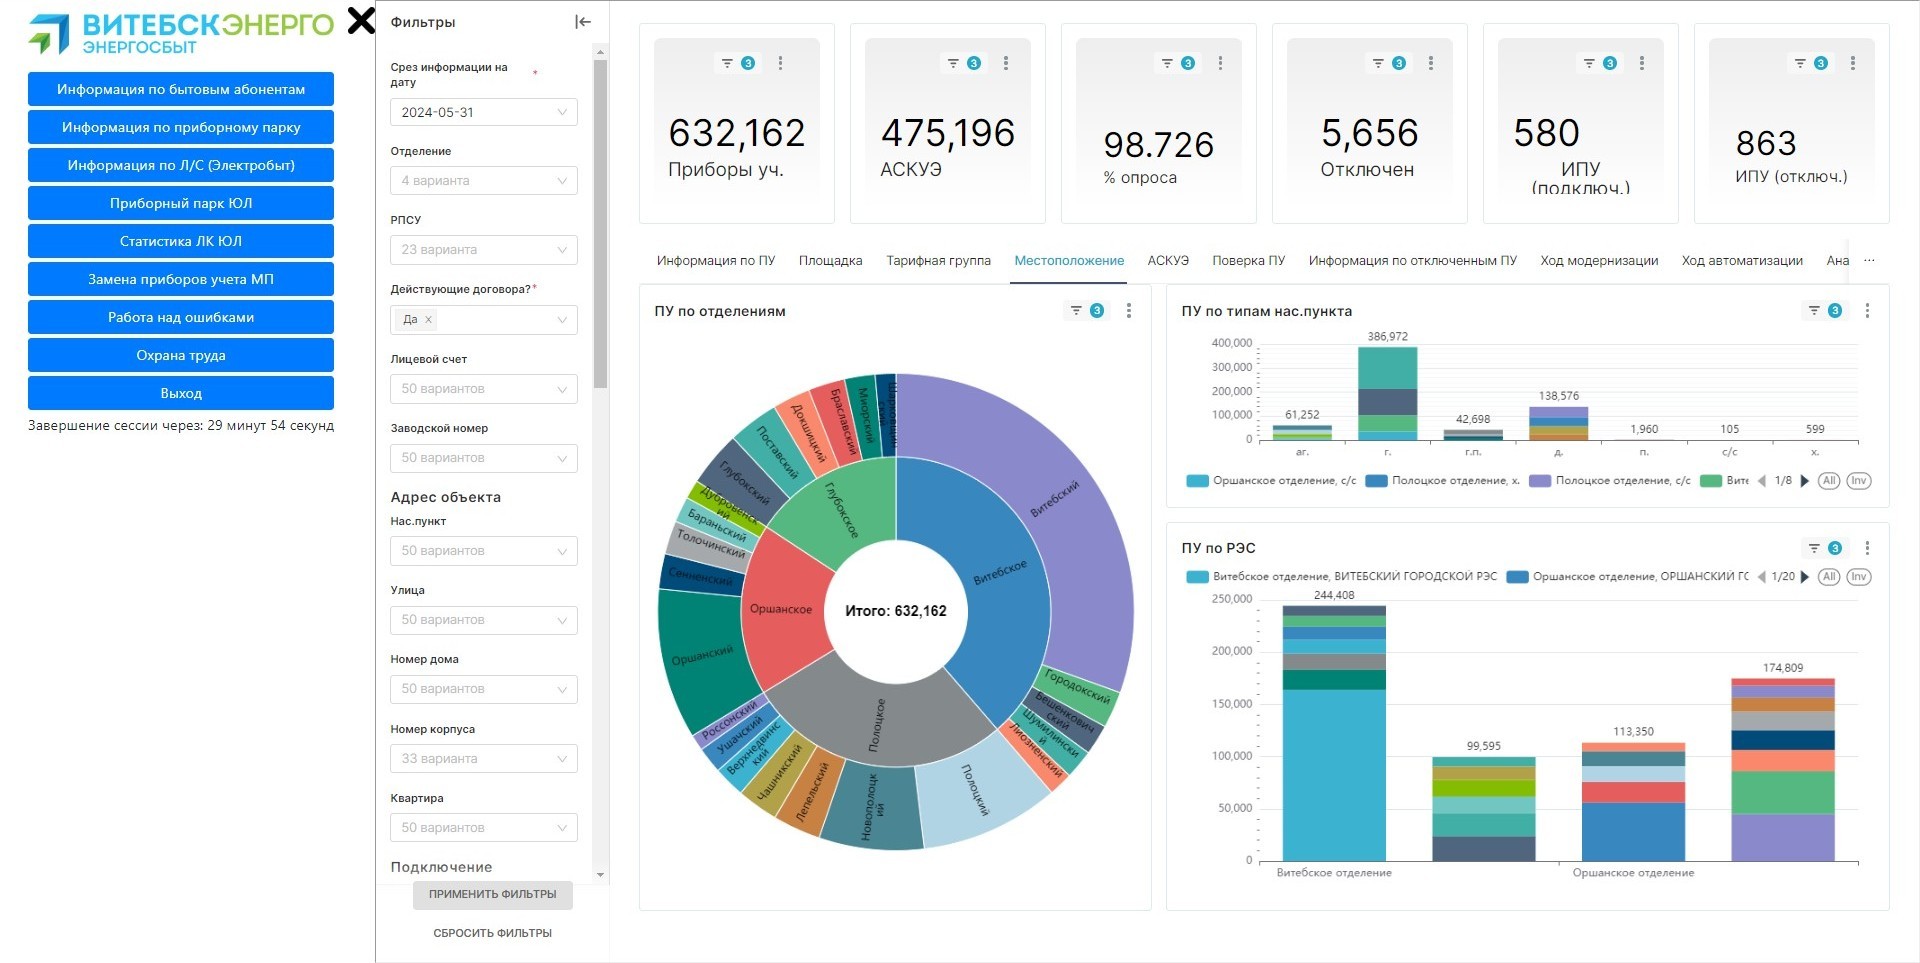 ВИТЕБСКЭНЕРГО
ЭНЕРГОСБЫТ
Информация по бытовым абонентам
Информация по приборному парку
Информация по Л/С (Электробыт)
Приборный парк ЮЛ
Статистика ЛК ЮЛ
Замена приборов учета МП
Работа над ошибками
Охрана труда
Выход
Завершение сессии через: 29 минут 54 секунд
Фильтры
Срез информации на
дату *
2024-05-31
Отделение
4 варианта
РПСУ
23 варианта
Действующие договора?*
Да ×
Лицевой счет
50 вариантов
Заводской номер
50 вариантов
Адрес объекта
Нас.пункт
50 вариантов
Улица
50 вариантов
Номер дома
50 вариантов
Номер корпуса
33 варианта
Квартира
50 вариантов
Подключение
ПРИМЕНИТЬ ФИЛЬТРЫ
СБРОСИТЬ ФИЛЬТРЫ
3
632,162
Приборы уч.
3
475,196
АСКУЭ
3
98.726
% опроса
3
5,656
Отключен
3
580
ИПУ
(подключ.)
3
863
ИПУ (отключ.)
Информация по ПУ Площадка Тарифная группа Местоположение АСКУЭ Поверка ПУ Информация по отключенным ПУ Ход модернизации Ход автоматизации Ана ...
ПУ по отделениям
3
Шарковщин
ский
Миорский
Браславский
Докшицкий
Поставский
Глубокский
Дубровенск
ий
Бараньский
Толочинский
Сенненский
Оршанский
Россонский
Ушачский
Верхнедвинс
кий
Чашникский
Лепельский
Новополоцк
ий
Полоцкий
Лиозненский
Шумилински
й
Бешенкович
ский
Городокский
Витебский
Глубокское
Витебское
Оршанское
Полоцкое
Итого: 632,162
ПУ по типам нас.пункта
3
400,000
300,000
200,000
100,000
0
61,252
386,972
42,698
138,576
1,960
105
599
аг. г. г.п. д. п. с/с х.
Оршанское отделение, с/с Полоцкое отделение, х. Полоцкое отделение, с/с Вите 1/8 All Inv
ПУ по РЭС
3
Витебское отделение, ВИТЕБСКИЙ ГОРОДСКОЙ РЭС Оршанское отделение, ОРШАНСКИЙ ГС 1/20 All Inv
250,000
200,000
150,000
100,000
50,000
0
244,408
99,595
113,350
174,809
Витебское отделение Оршанское отделение